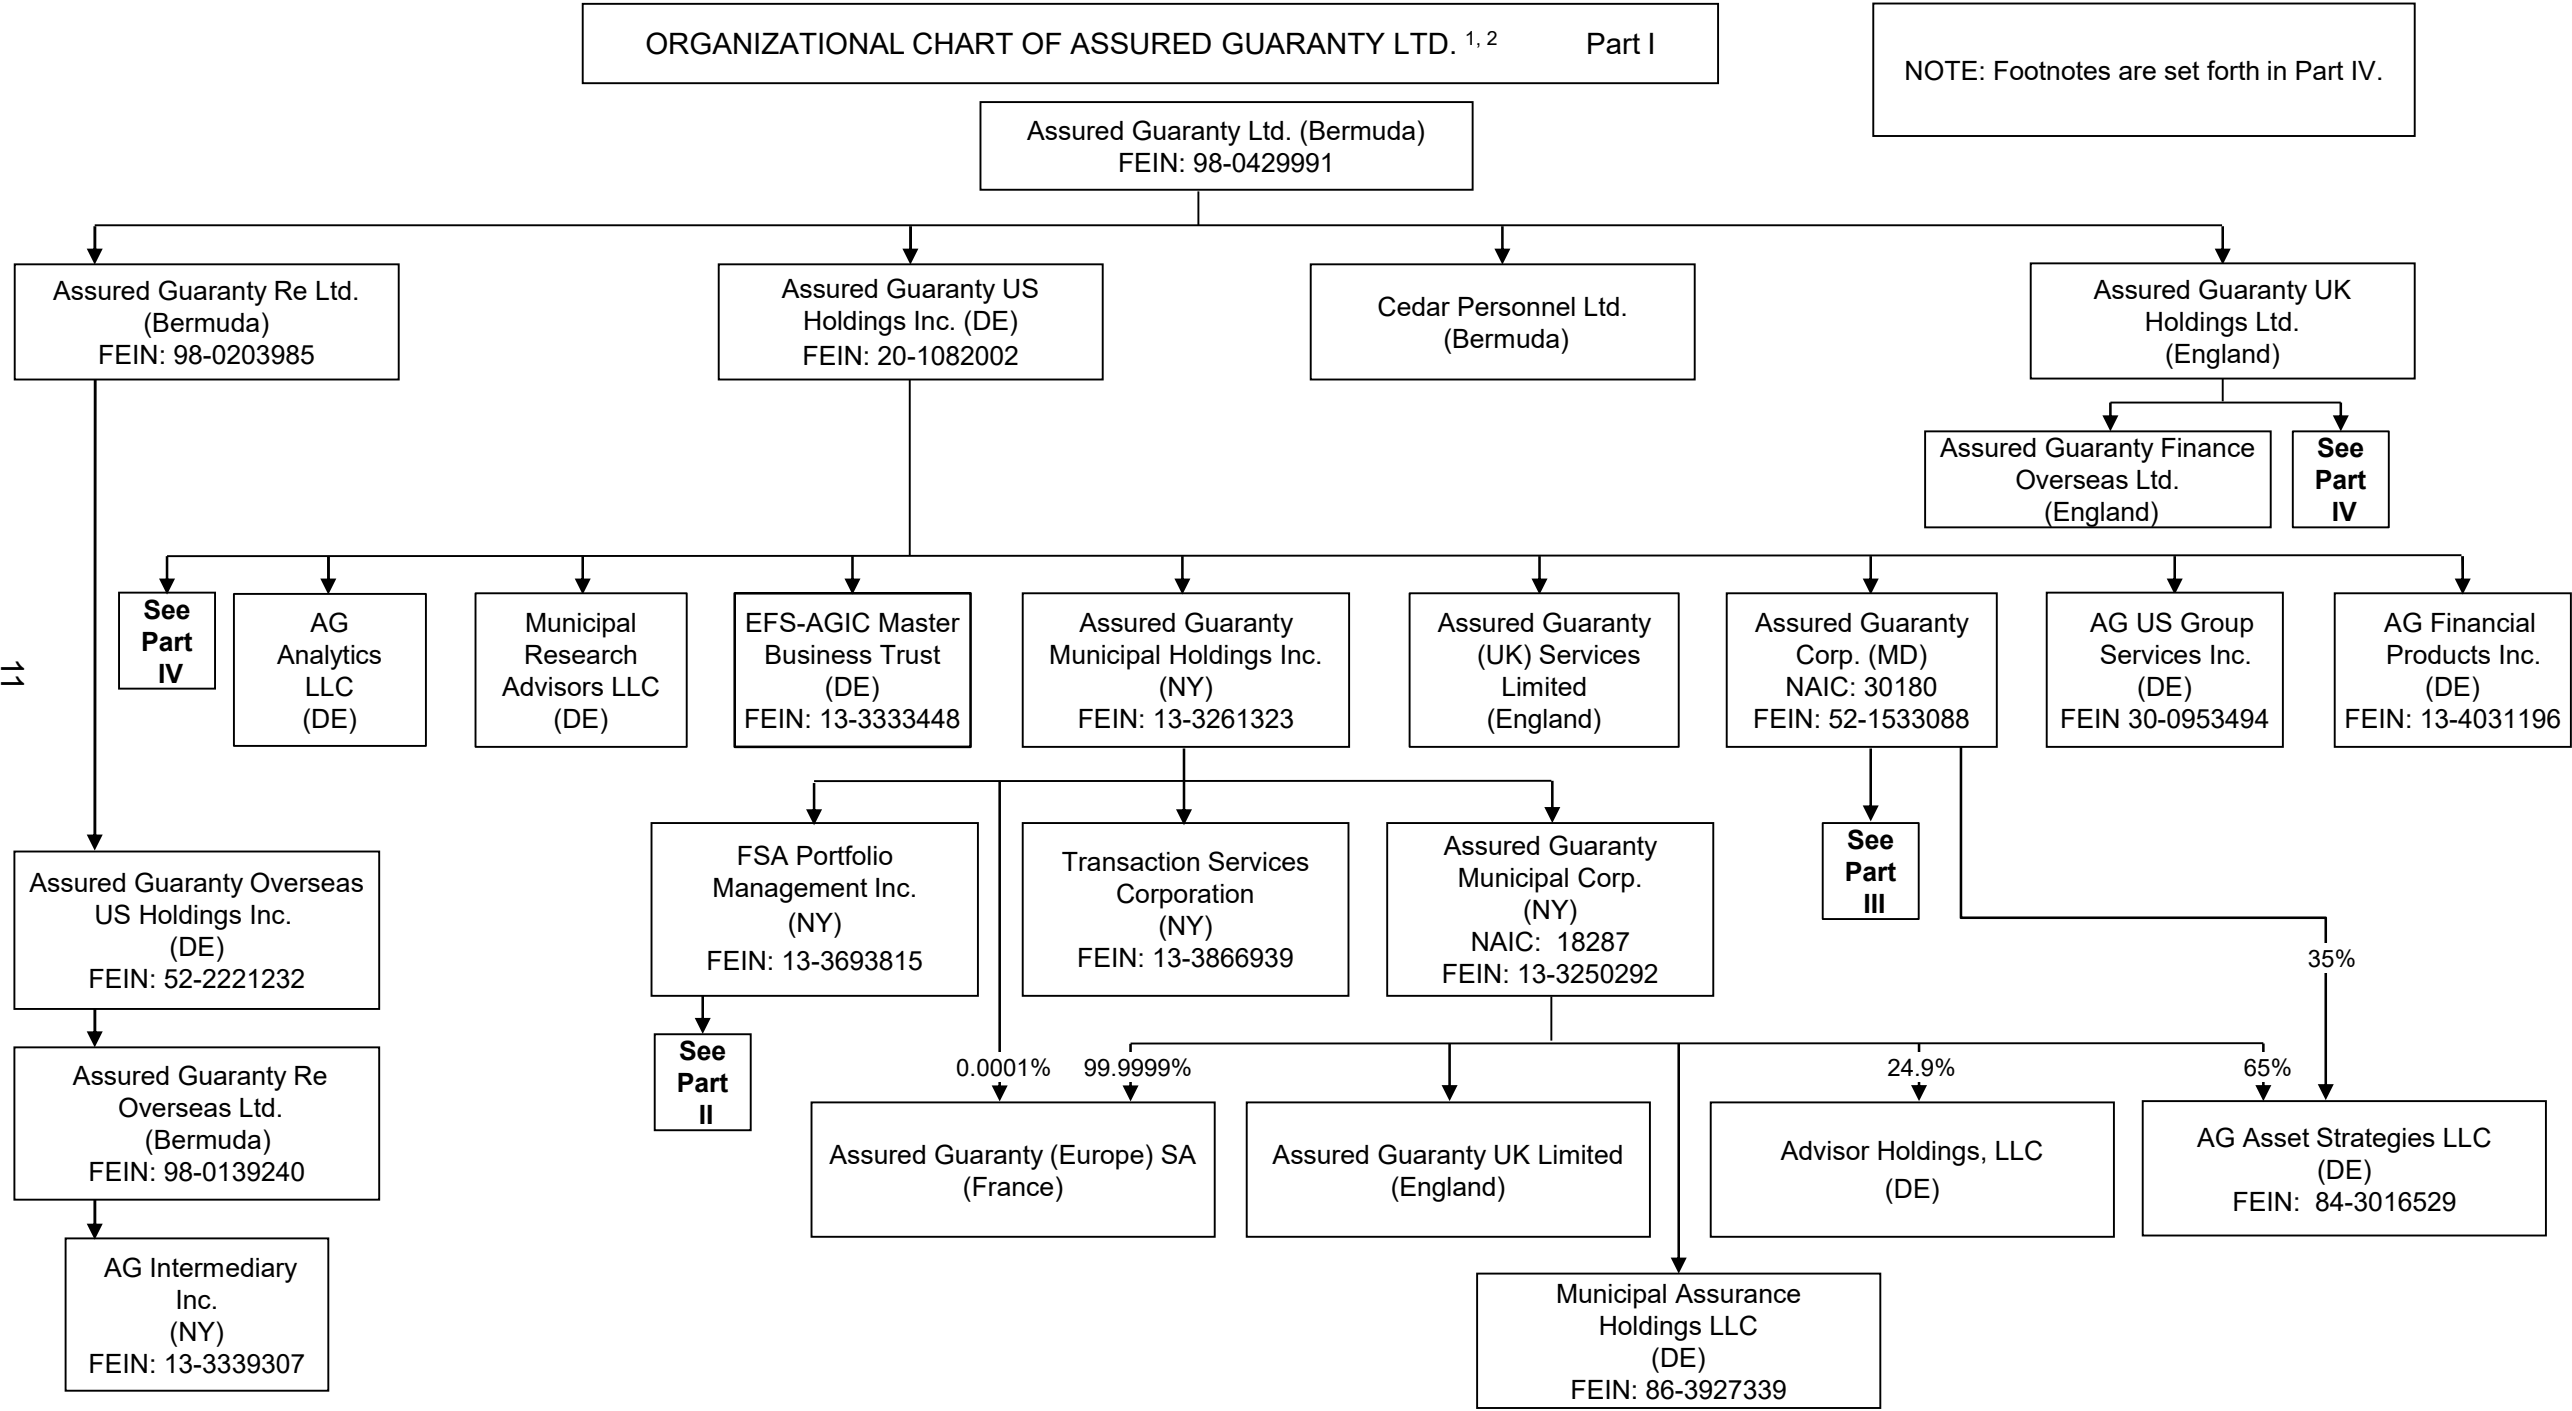 ORGANIZATIONAL CHART OF ASSURED GUARANTY LTD. 1, 2 Part I
NOTE: Footnotes are set forth in Part IV.
Assured Guaranty Ltd. (Bermuda)
FEIN: 98-0429991
Assured Guaranty Re Ltd.
(Bermuda)
FEIN: 98-0203985
Assured Guaranty US
Holdings Inc. (DE)
FEIN: 20-1082002
Cedar Personnel Ltd.
(Bermuda)
Assured Guaranty UK
Holdings Ltd.
(England)
Assured Guaranty Finance
Overseas Ltd.
(England)
See
Part
IV
See
Part
IV
AG
Analytics
LLC
(DE)
Municipal
Research
Advisors LLC
(DE)
EFS-AGIC Master
Business Trust
(DE)
FEIN: 13-3333448
Assured Guaranty
Municipal Holdings Inc.
(NY)
FEIN: 13-3261323
Assured Guaranty
(UK) Services
Limited
(England)
Assured Guaranty
Corp. (MD)
NAIC: 30180
FEIN: 52-1533088
AG US Group
Services Inc.
(DE)
FEIN 30-0953494
AG Financial
Products Inc.
(DE)
FEIN: 13-4031196
11
Assured Guaranty Overseas
US Holdings Inc.
(DE)
FEIN: 52-2221232
FSA Portfolio
Management Inc.
(NY)
FEIN: 13-3693815
Transaction Services
Corporation
(NY)
FEIN: 13-3866939
Assured Guaranty
Municipal Corp.
(NY)
NAIC: 18287
FEIN: 13-3250292
See
Part
III
35%
See
Part
II
0.0001%
99.9999%
24.9%
65%
Assured Guaranty Re
Overseas Ltd.
(Bermuda)
FEIN: 98-0139240
Assured Guaranty (Europe) SA
(France)
Assured Guaranty UK Limited
(England)
Advisor Holdings, LLC
(DE)
AG Asset Strategies LLC
(DE)
FEIN: 84-3016529
AG Intermediary
Inc.
(NY)
FEIN: 13-3339307
Municipal Assurance
Holdings LLC
(DE)
FEIN: 86-3927339